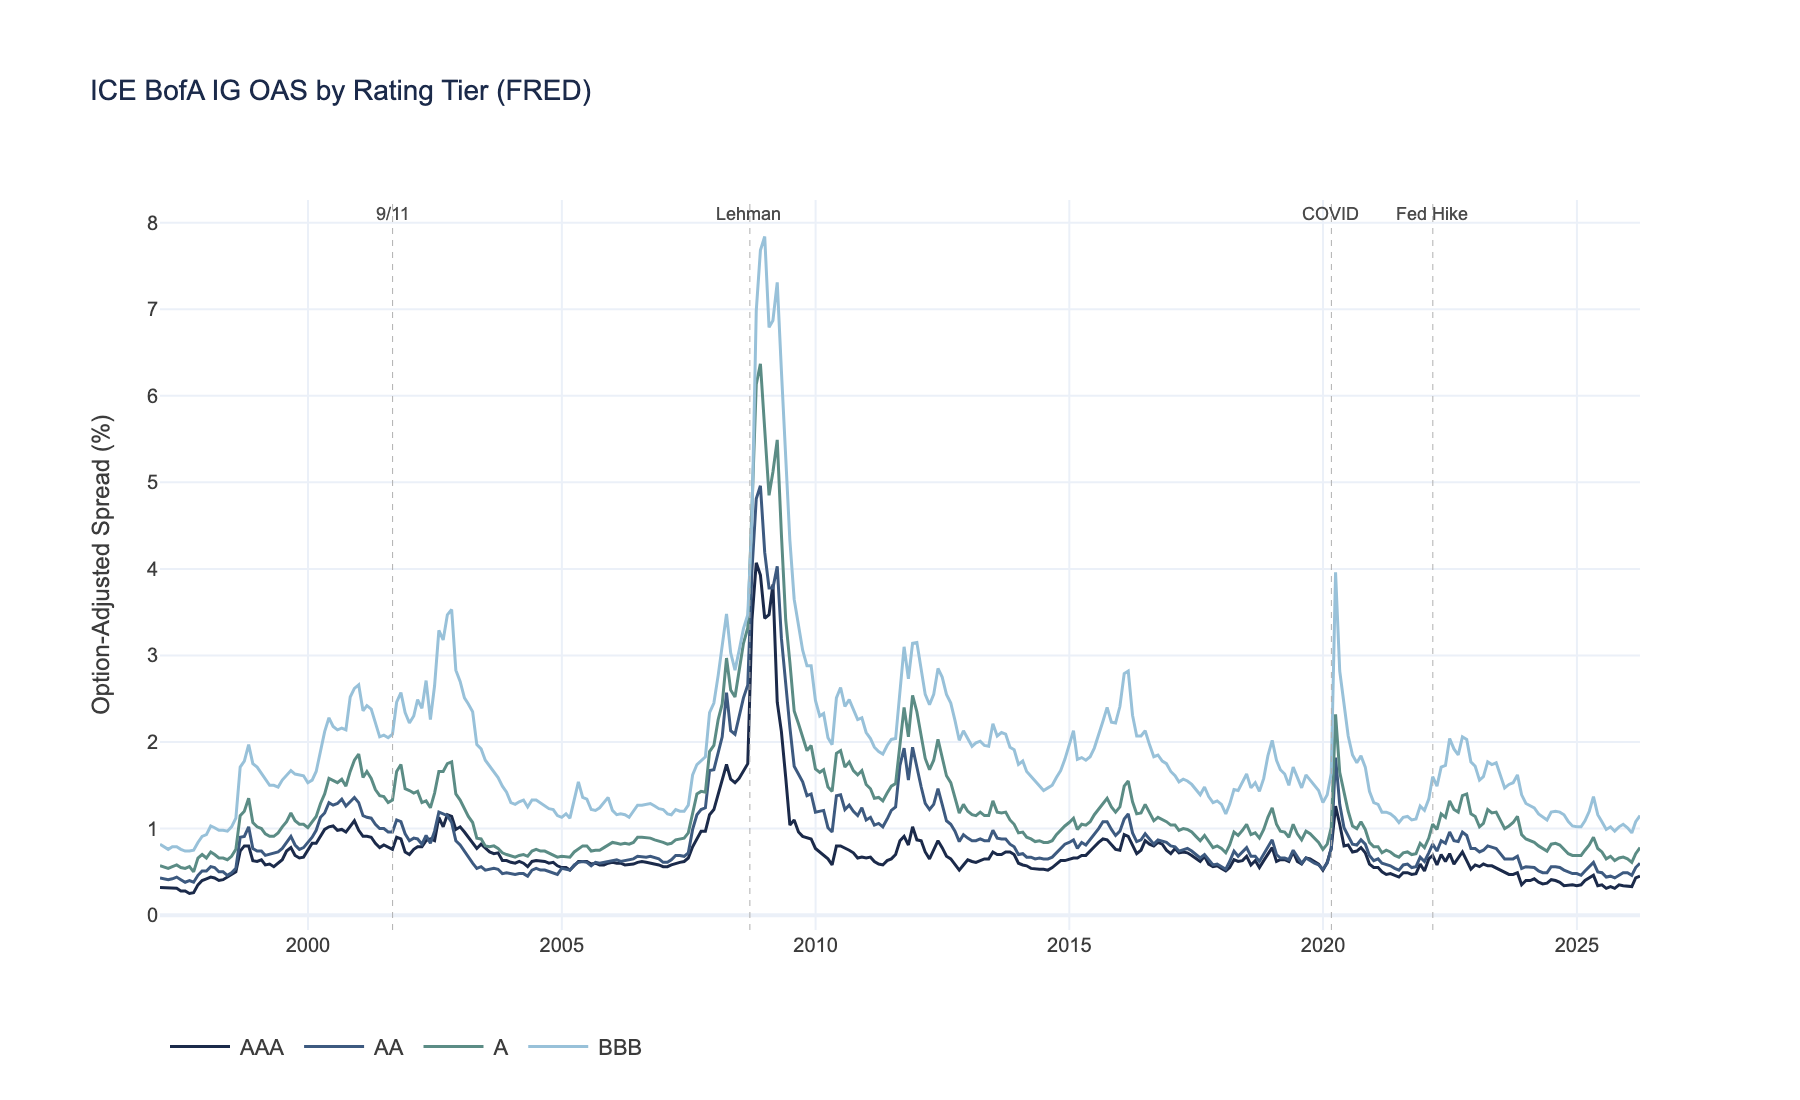 ICE BofA IG OAS by Rating Tier (FRED)
9/11
Lehman
COVID
Fed Hike
Option-Adjusted Spread (%)
8
7
6
5
4
3
2
1
0
2000
2005
2010
2015
2020
2025
AAA
AA
A
BBB